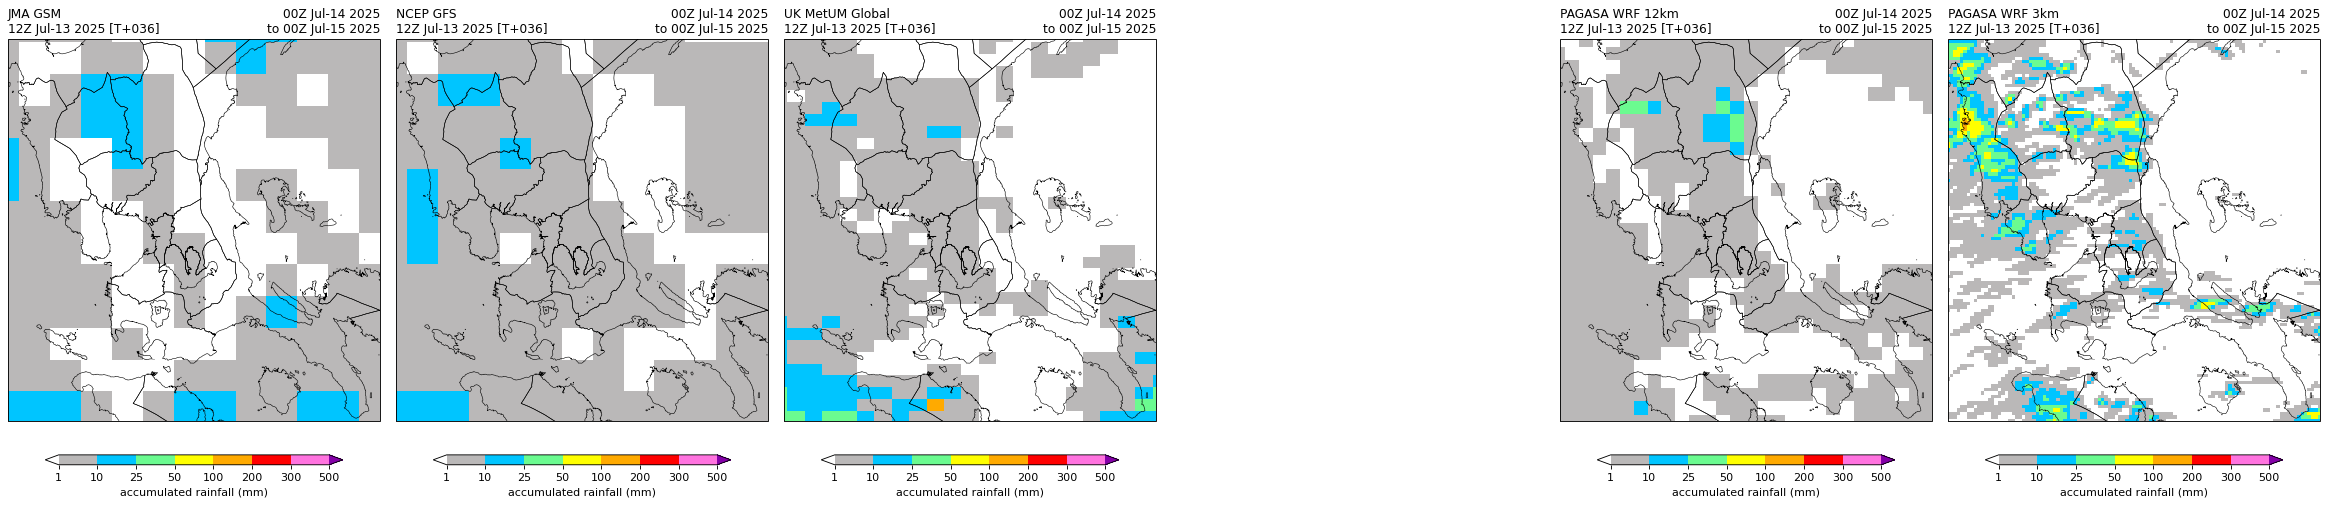 JMA GSM 00Z Jul-14 2025
12Z Jul-13 2025 [T+036] to 00Z Jul-15 2025
1 10 25 50 100 200 300 500
accumulated rainfall (mm)
NCEP GFS 00Z Jul-14 2025
12Z Jul-13 2025 [T+036] to 00Z Jul-15 2025
1 10 25 50 100 200 300 500
accumulated rainfall (mm)
UK MetUM Global 00Z Jul-14 2025
12Z Jul-13 2025 [T+036] to 00Z Jul-15 2025
1 10 25 50 100 200 300 500
accumulated rainfall (mm)
PAGASA WRF 12km 00Z Jul-14 2025
12Z Jul-13 2025 [T+036] to 00Z Jul-15 2025
1 10 25 50 100 200 300 500
accumulated rainfall (mm)
PAGASA WRF 3km 00Z Jul-14 2025
12Z Jul-13 2025 [T+036] to 00Z Jul-15 2025
1 10 25 50 100 200 300 500
accumulated rainfall (mm)